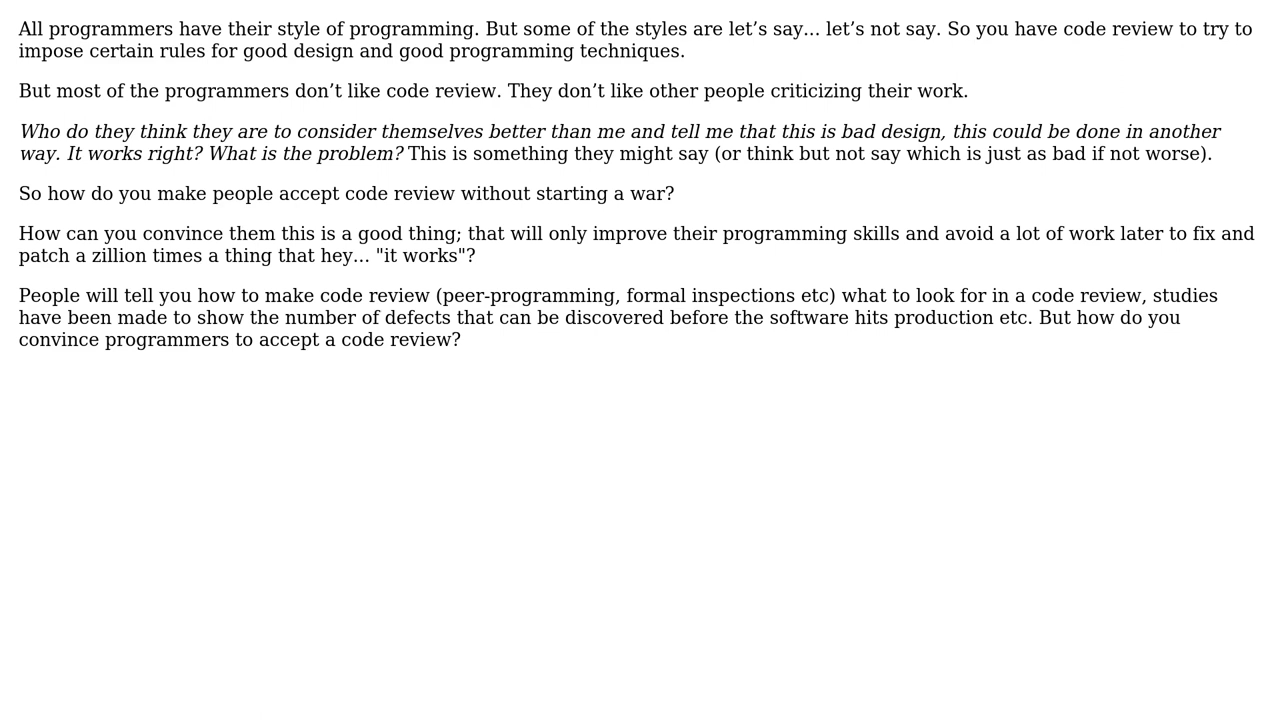 All programmers have their style of programming. But some of the styles are let’s say... let’s not say. So you have code review to try to
impose certain rules for good design and good programming techniques.
But most of the programmers don’t like code review. They don’t like other people criticizing their work.
Who do they think they are to consider themselves better than me and tell me that this is bad design, this could be done in another
way. It works right? What is the problem? This is something they might say (or think but not say which is just as bad if not worse).
So how do you make people accept code review without starting a war?
How can you convince them this is a good thing; that will only improve their programming skills and avoid a lot of work later to fix and
patch a zillion times a thing that hey... "it works"?
People will tell you how to make code review (peer-programming, formal inspections etc) what to look for in a code review, studies
have been made to show the number of defects that can be discovered before the software hits production etc. But how do you
convince programmers to accept a code review?